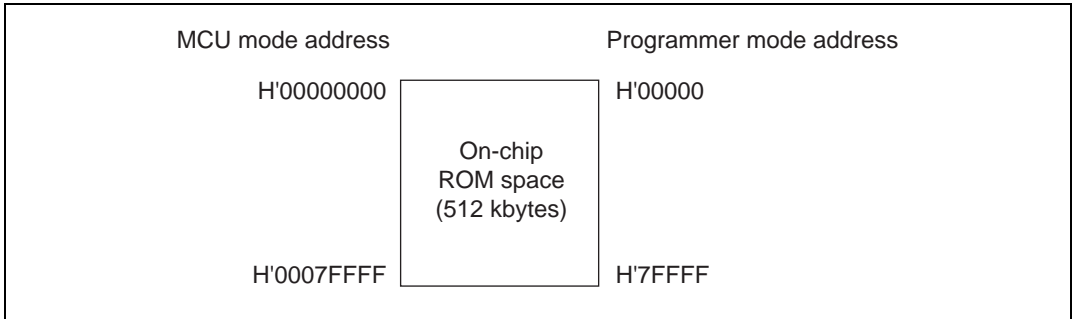 MCU mode address Programmer mode address
H'00000000 H'00000
On-chip
ROM space
(512 kbytes)
H'0007FFFF H'7FFFF